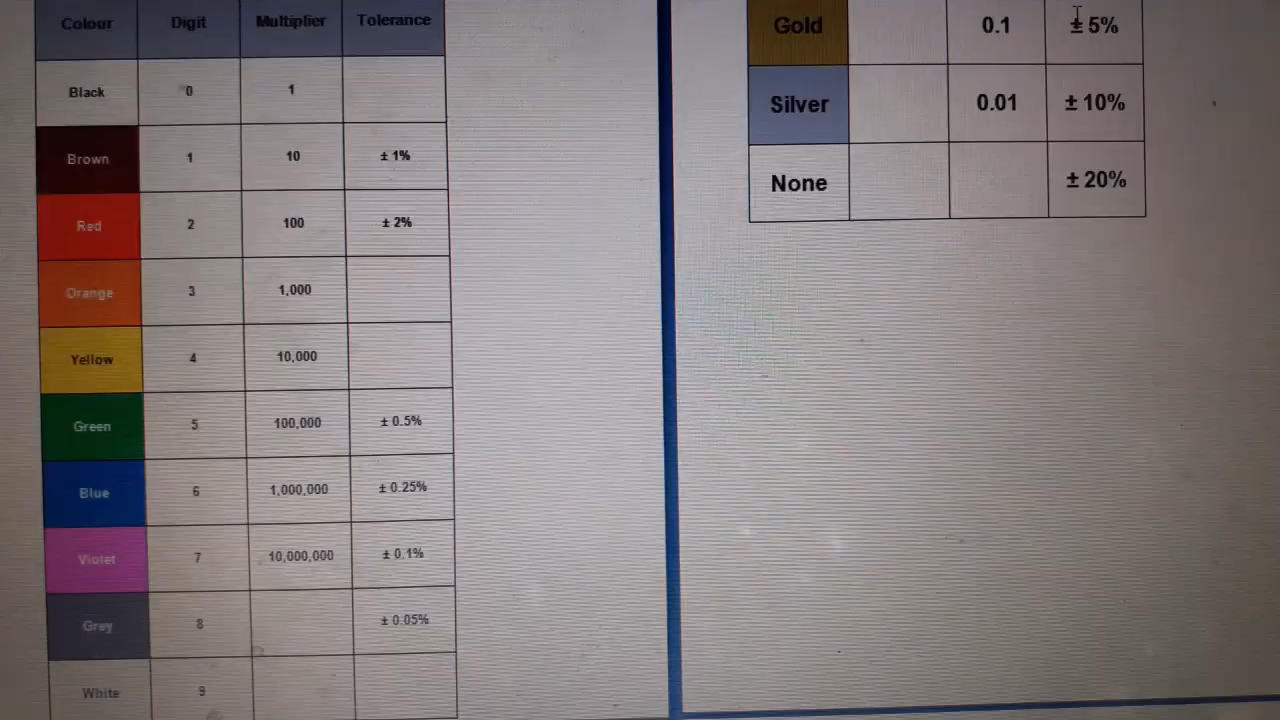 Colour Digit Multiplier Tolerance
Black 0 1
Brown 1 10 ± 1%
Red 2 100 ± 2%
Orange 3 1,000
Yellow 4 10,000
Green 5 100,000 ± 0.5%
Blue 6 1,000,000 ± 0.25%
Violet 7 10,000,000 ± 0.1%
Grey 8 ± 0.05%
White 9
Gold 0.1 ± 5%
Silver 0.01 ± 10%
None ± 20%